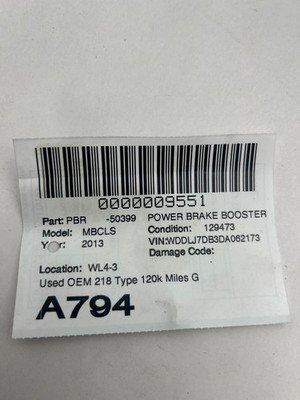 0000009551
Part: PBR -50399 POWER BRAKE BOOSTER
Model: MBCLS Condition: 129473
Year: 2013 VIN:WDDLJ7DB3DA062173
Damage Code:
Location: WL4-3
Used OEM 218 Type 120k Miles G
A794